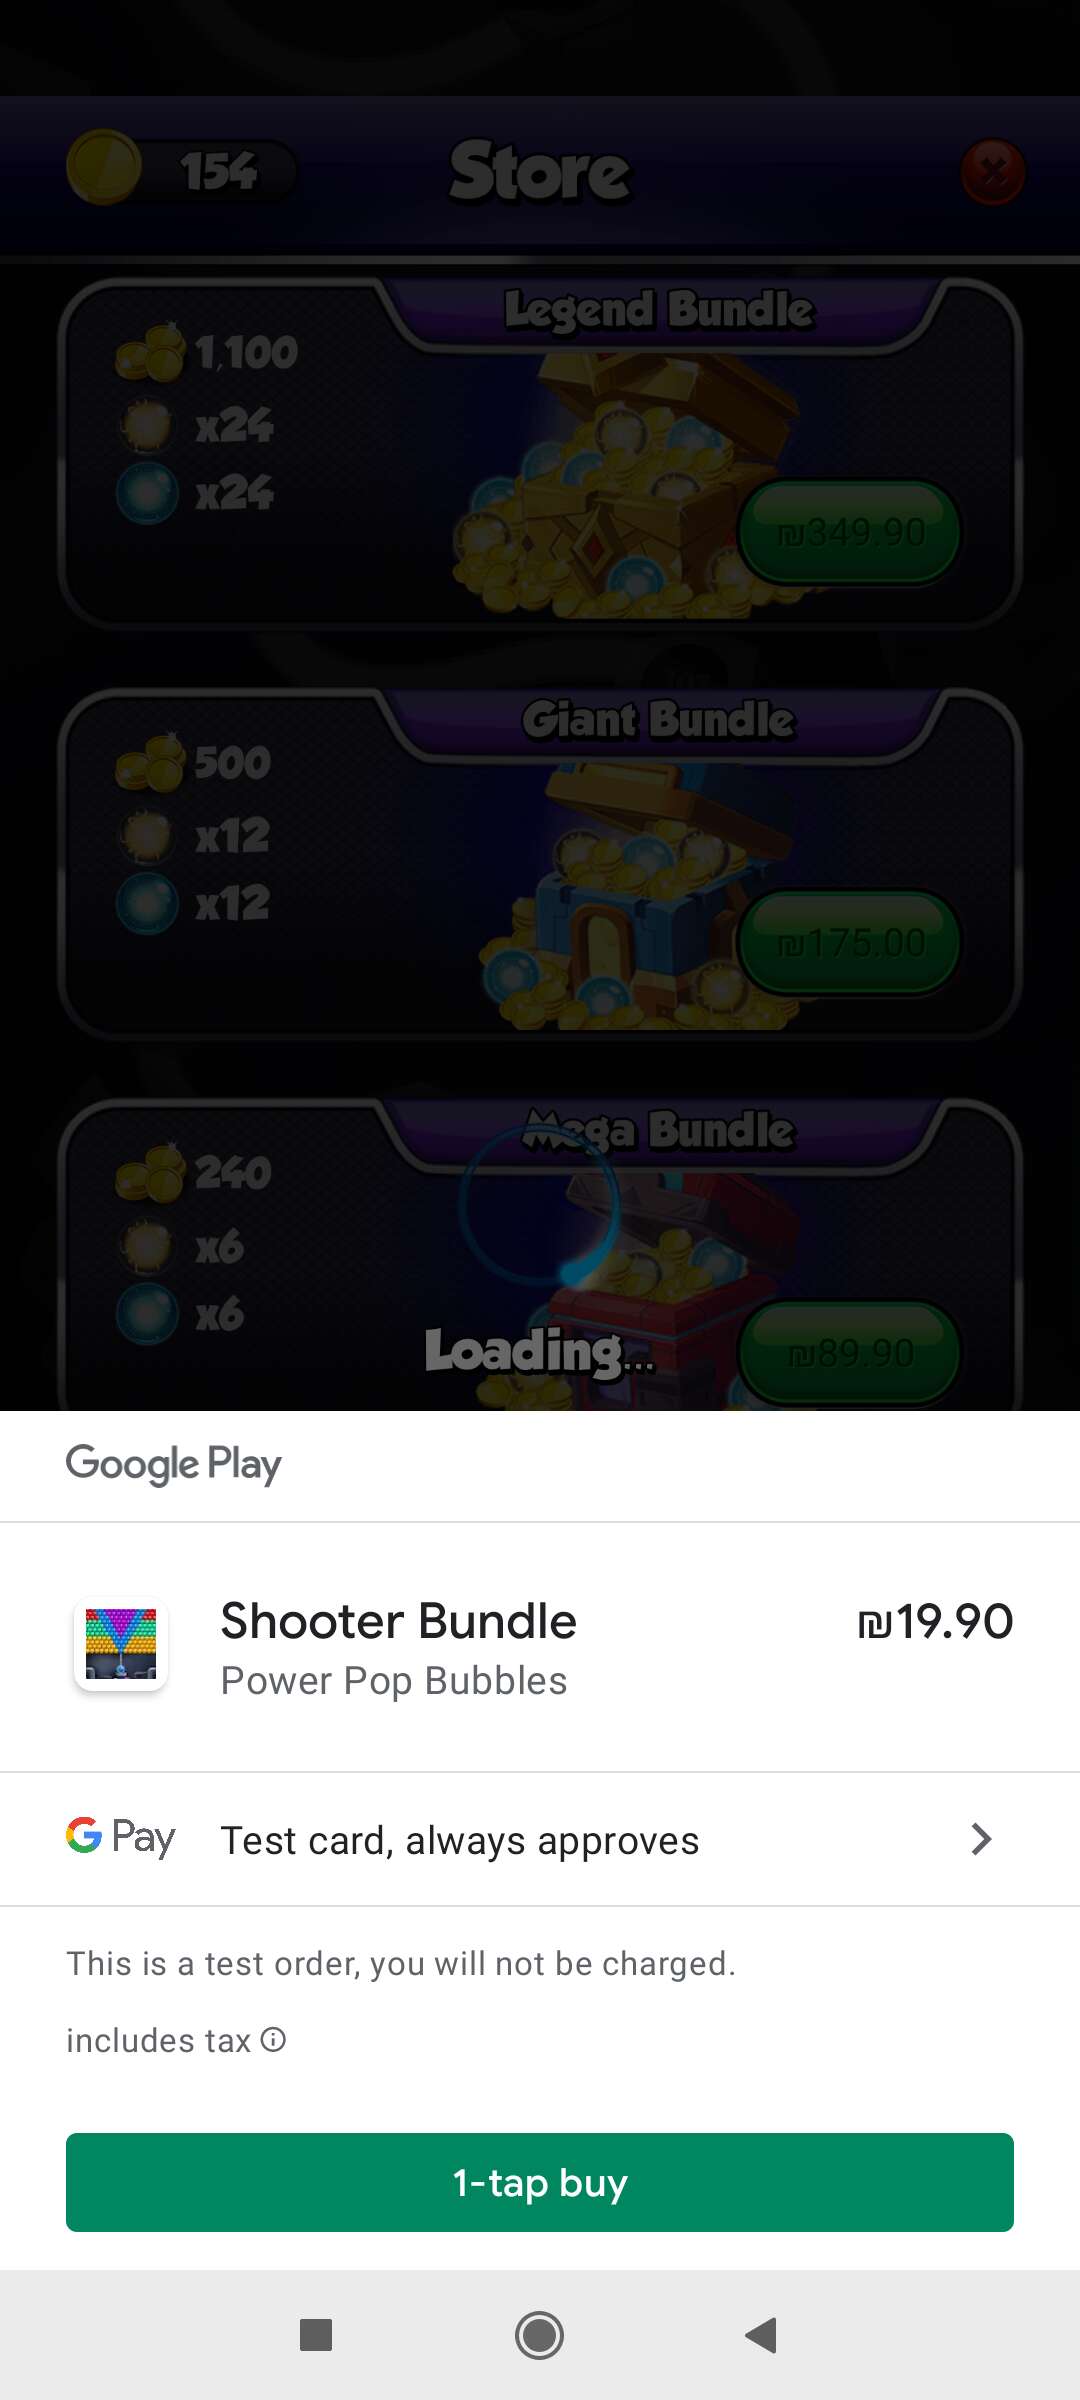 154
Store
Legend Bundle
1,100
x24
x24
₪349.90
Giant Bundle
500
x12
x12
₪175.00
Mega Bundle
240
x6
x6
₪89.90
Loading...
Google Play
Shooter Bundle
₪19.90
Power Pop Bubbles
G Pay
Test card, always approves
This is a test order, you will not be charged.
includes tax
1-tap buy